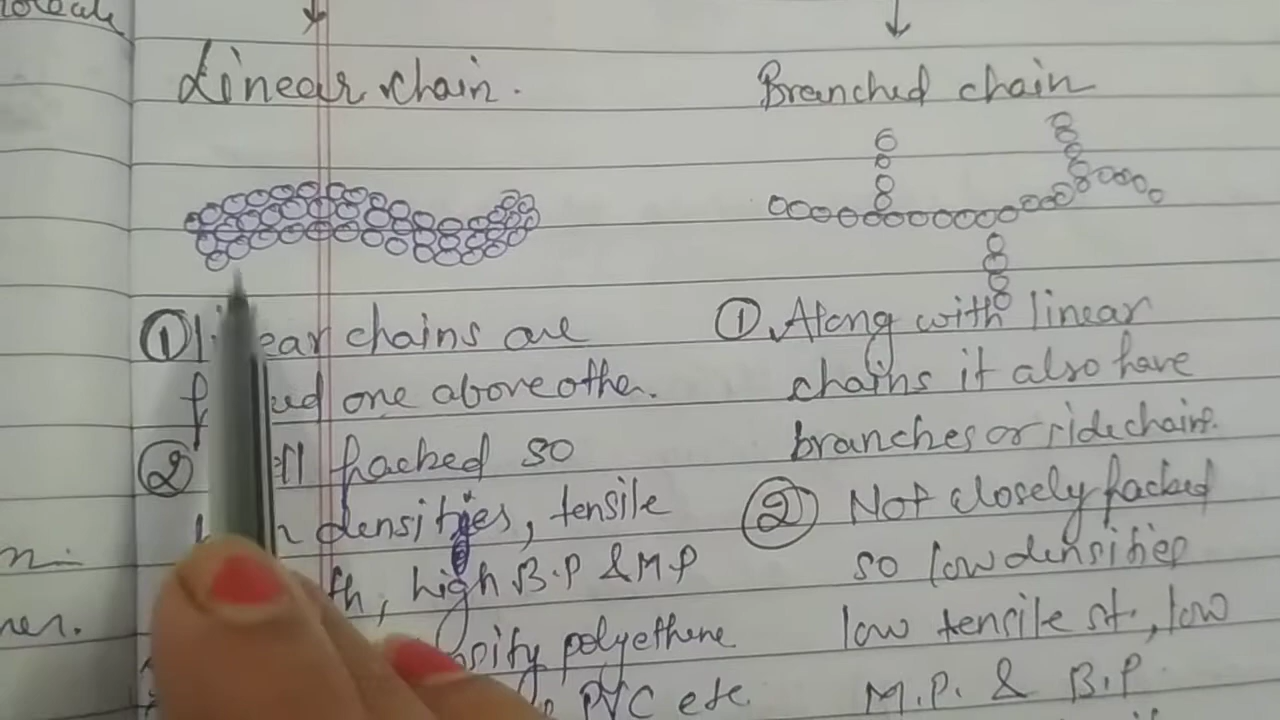 Linear chain.
chains are
one above othe.
② packed so
densities, tensile
high B.P & M.P
polyethene
PVC etc
Branched chain
① Along with linear
chains it also have
branches or side chains.
② Not closely packed
so low densities
low tensile st., low
M.P. & B.P.